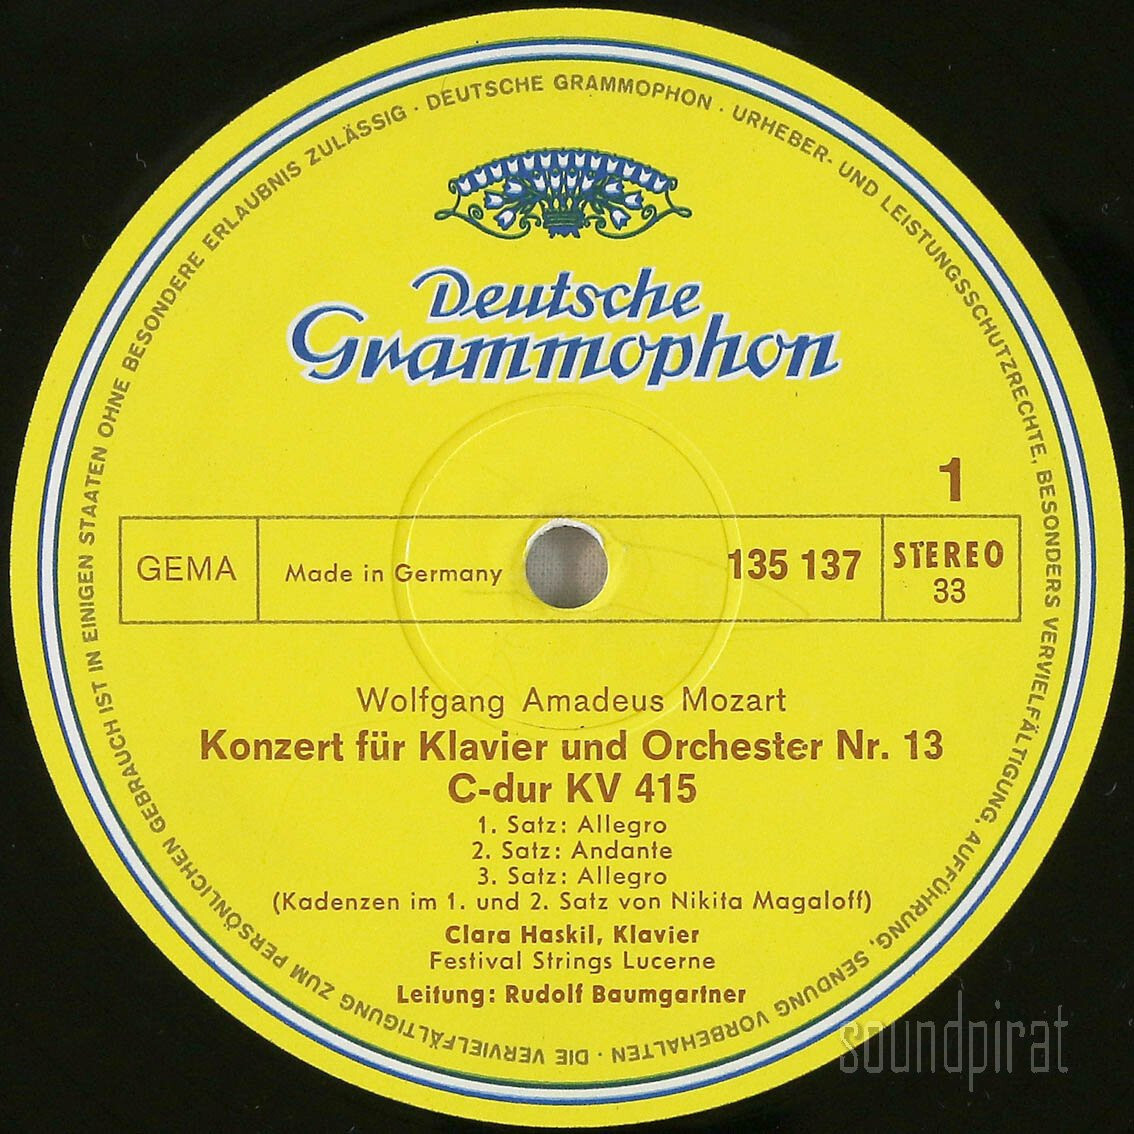 DEUTSCHE GRAMMOPHON · URHEBER- UND LEISTUNGSSCHUTZRECHTE, BESONDERS VERVIELFÄLTIGUNG, AUFFÜHRUNG, SENDUNG VORBEHALTEN · DIE VERVIELFÄLTIGUNG ZUM PERSÖNLICHEN GEBRAUCH IST IN EINIGEN STAATEN OHNE BESONDERE ERLAUBNIS ZULÄSSIG ·
Deutsche
Grammophon
1
GEMA
Made in Germany
135 137
STEREO
33
Wolfgang Amadeus Mozart
Konzert für Klavier und Orchester Nr. 13
C-dur KV 415
1. Satz: Allegro
2. Satz: Andante
3. Satz: Allegro
(Kadenzen im 1. und 2. Satz von Nikita Magaloff)
Clara Haskil, Klavier
Festival Strings Lucerne
Leitung: Rudolf Baumgartner
soundpirat